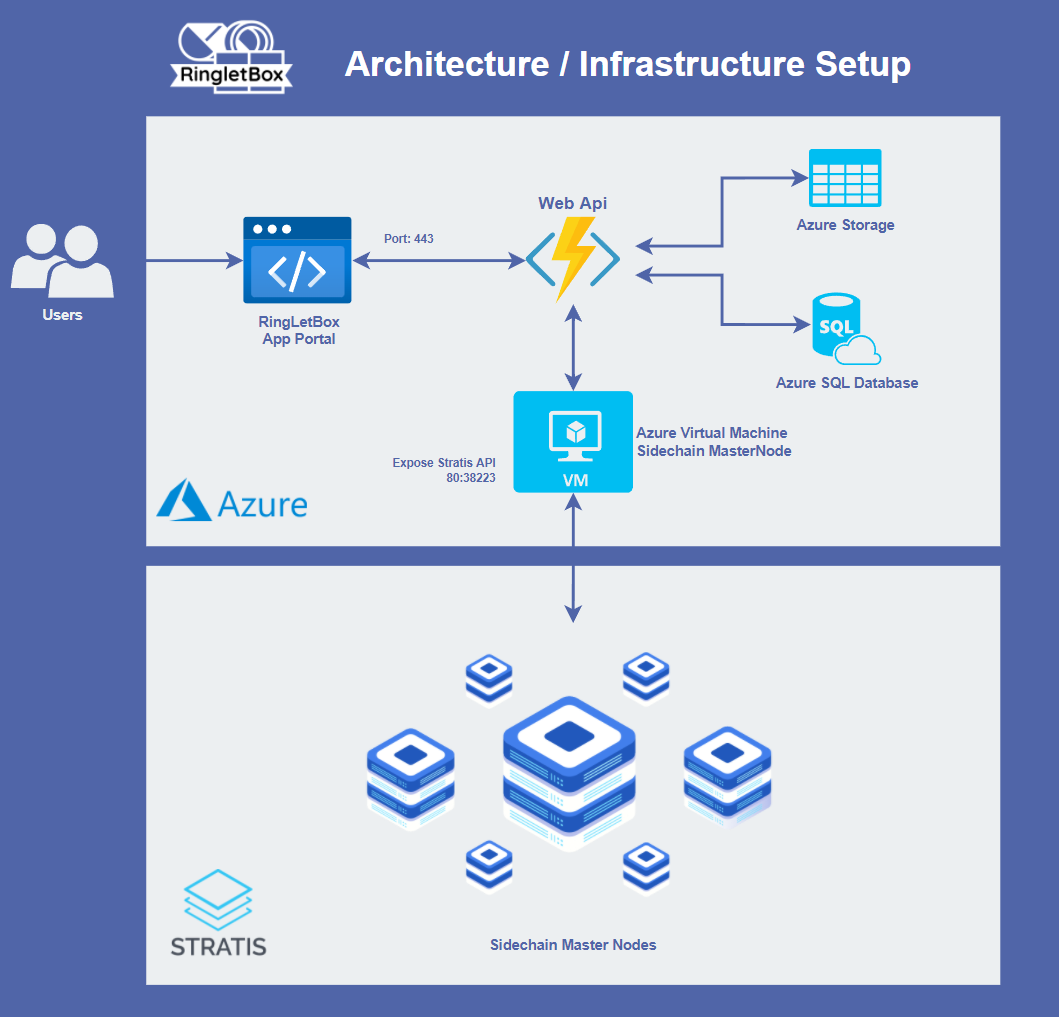 RingletBox
Architecture / Infrastructure Setup
Web Api
Azure Storage
Port: 443
Users
RingLetBox
App Portal
SQL
Azure SQL Database
Azure Virtual Machine
Sidechain MasterNode
Expose Stratis API
80:38223
VM
Azure
STRATIS
Sidechain Master Nodes